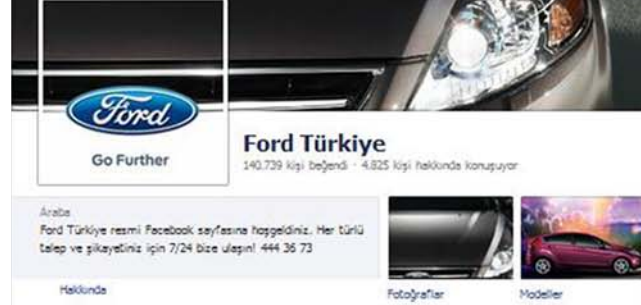 Ford
Go Further
Ford Türkiye
140.739 kişi beğendi · 4.825 kişi hakkında konuşuyor
Araba
Ford Türkiye resmi Facebook sayfasına hoşgeldiniz. Her türlü
talep ve şikayetiniz için 7/24 bize ulaşın! 444 36 73
Hakkında
Fotoğraflar
Modeller